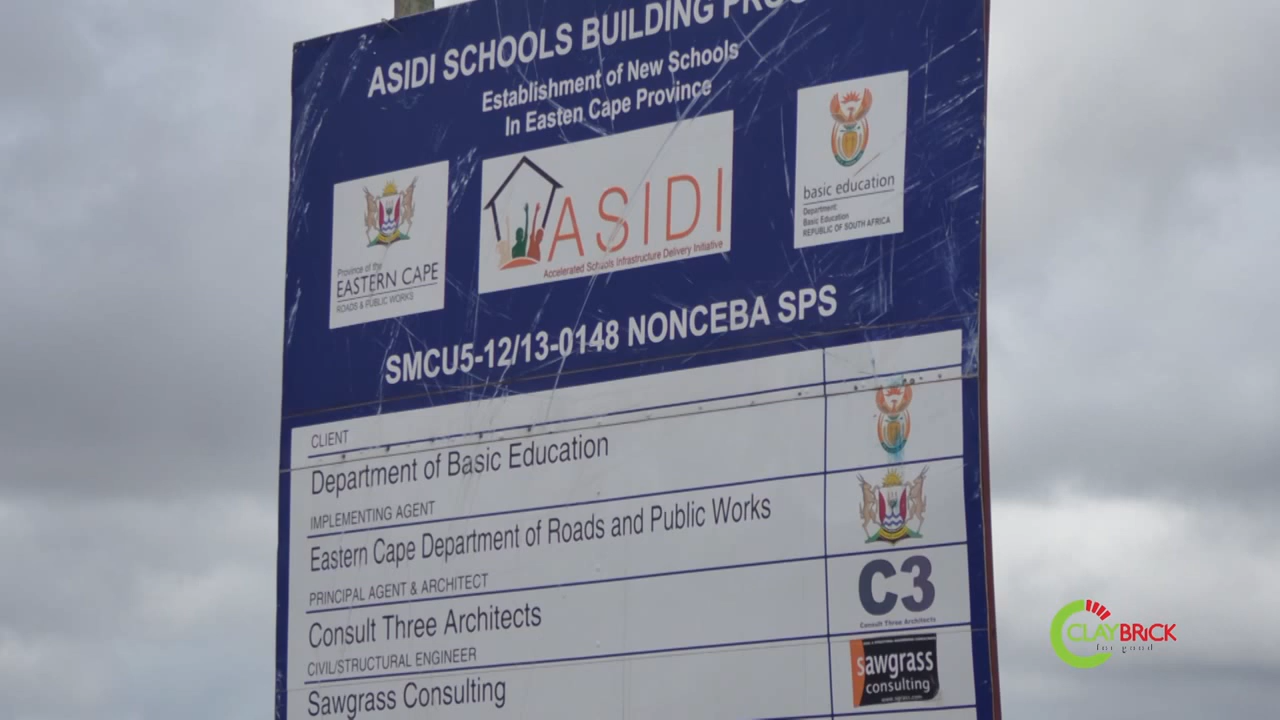 ASIDI SCHOOLS BUILDING
Establishment of New Schools
In Easten Cape Province
Province of the
EASTERN CAPE
ROADS & PUBLIC WORKS
ASIDI
Accelerated Schools Infrastructure Delivery Initiative
basic education
Department:
Basic Education
REPUBLIC OF SOUTH AFRICA
SMCU5-12/13-0148 NONCEBA SPS
CLIENT
Department of Basic Education
IMPLEMENTING AGENT
Eastern Cape Department of Roads and Public Works
PRINCIPAL AGENT & ARCHITECT
Consult Three Architects
C3
Consult Three Architects
CIVIL/STRUCTURAL ENGINEER
Sawgrass Consulting
sawgrass
consulting
CLAYBRICK
for good